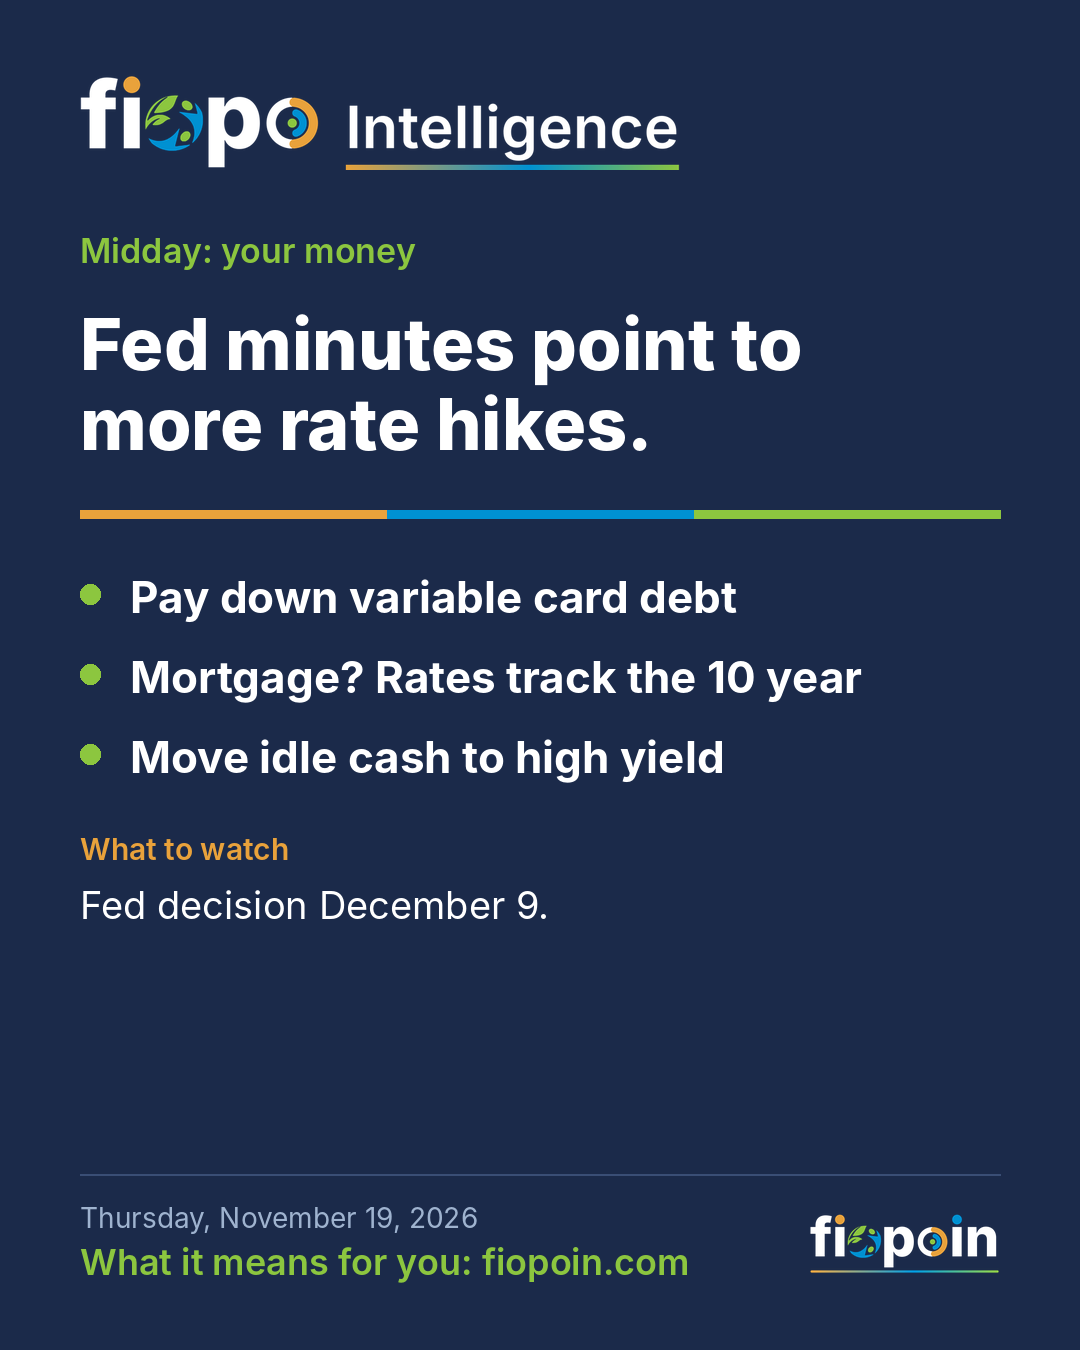 fiopo Intelligence
Midday: your money
Fed minutes point to
more rate hikes.
Pay down variable card debt
Mortgage? Rates track the 10 year
Move idle cash to high yield
What to watch
Fed decision December 9.
Thursday, November 19, 2026
What it means for you: fiopoin.com
fiopoin